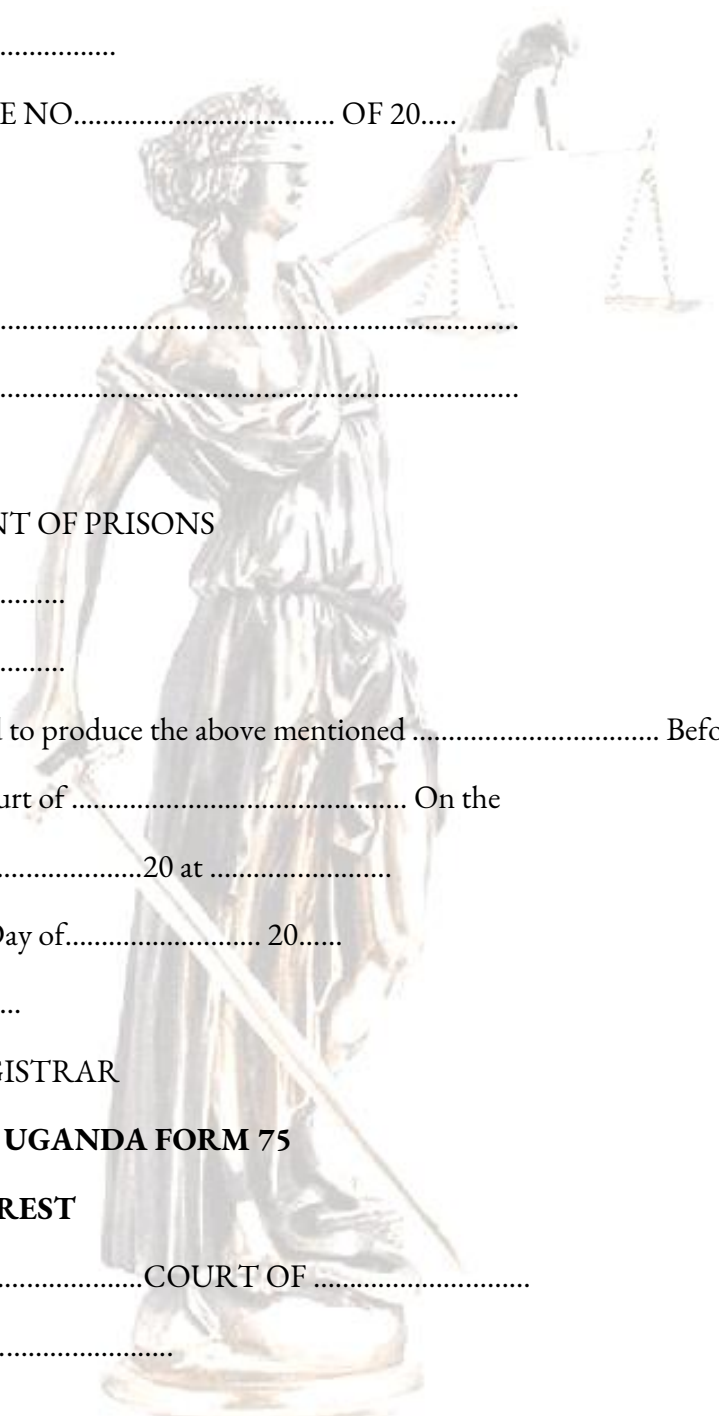 ................
E NO.................................... OF 20.....
........................................................................
........................................................................
NT OF PRISONS
.........
.........
to produce the above mentioned .................................. Befo
urt of .............................................. On the
....................20 at .........................
Day of........................... 20......
...
GISTRAR
UGANDA FORM 75
REST
....................COURT OF ..............................
........................